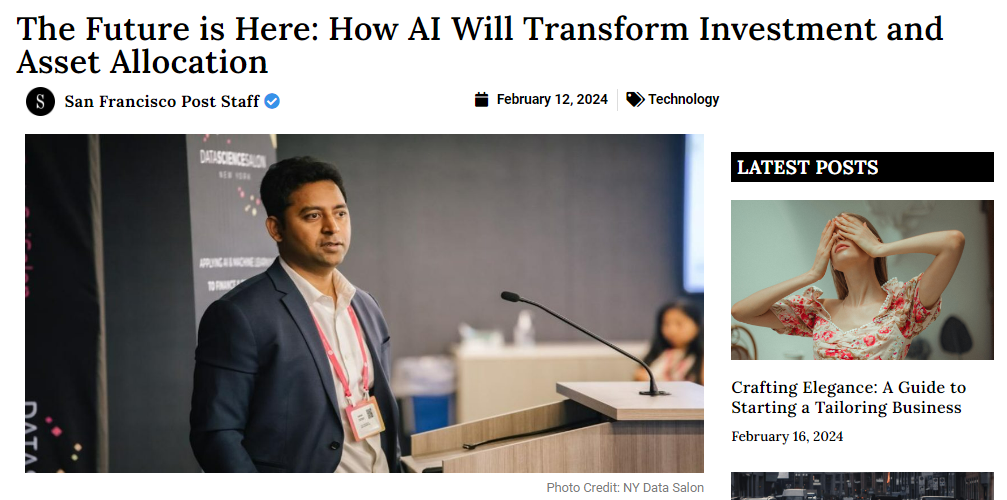 The Future is Here: How AI Will Transform Investment and
Asset Allocation
S
San Francisco Post Staff
February 12, 2024
Technology
DATASCIENCESALON
NEW YORK
APPLYING AI & MACHINE LEARNING
TO FINANCE &
DATA
Photo Credit: NY Data Salon
LATEST POSTS
Crafting Elegance: A Guide to
Starting a Tailoring Business
February 16, 2024